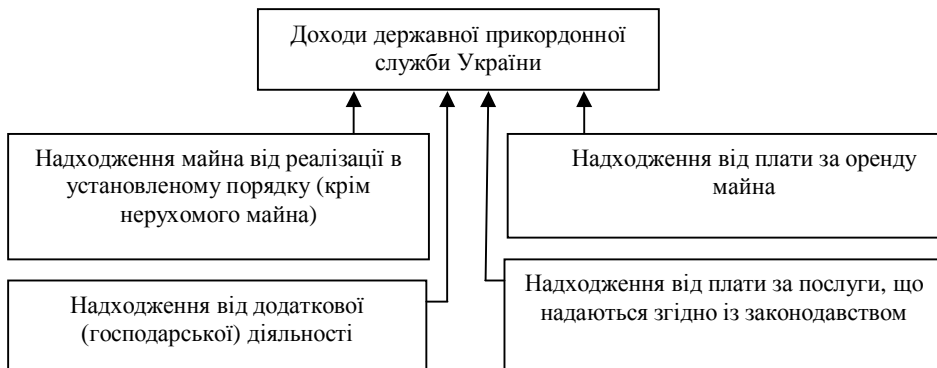 Доходи державної прикордонної
служби України
Надходження майна від реалізації в
установленому порядку (крім
нерухомого майна)
Надходження від плати за оренду
майна
Надходження від додаткової
(господарської) діяльності
Надходження від плати за послуги, що
надаються згідно із законодавством